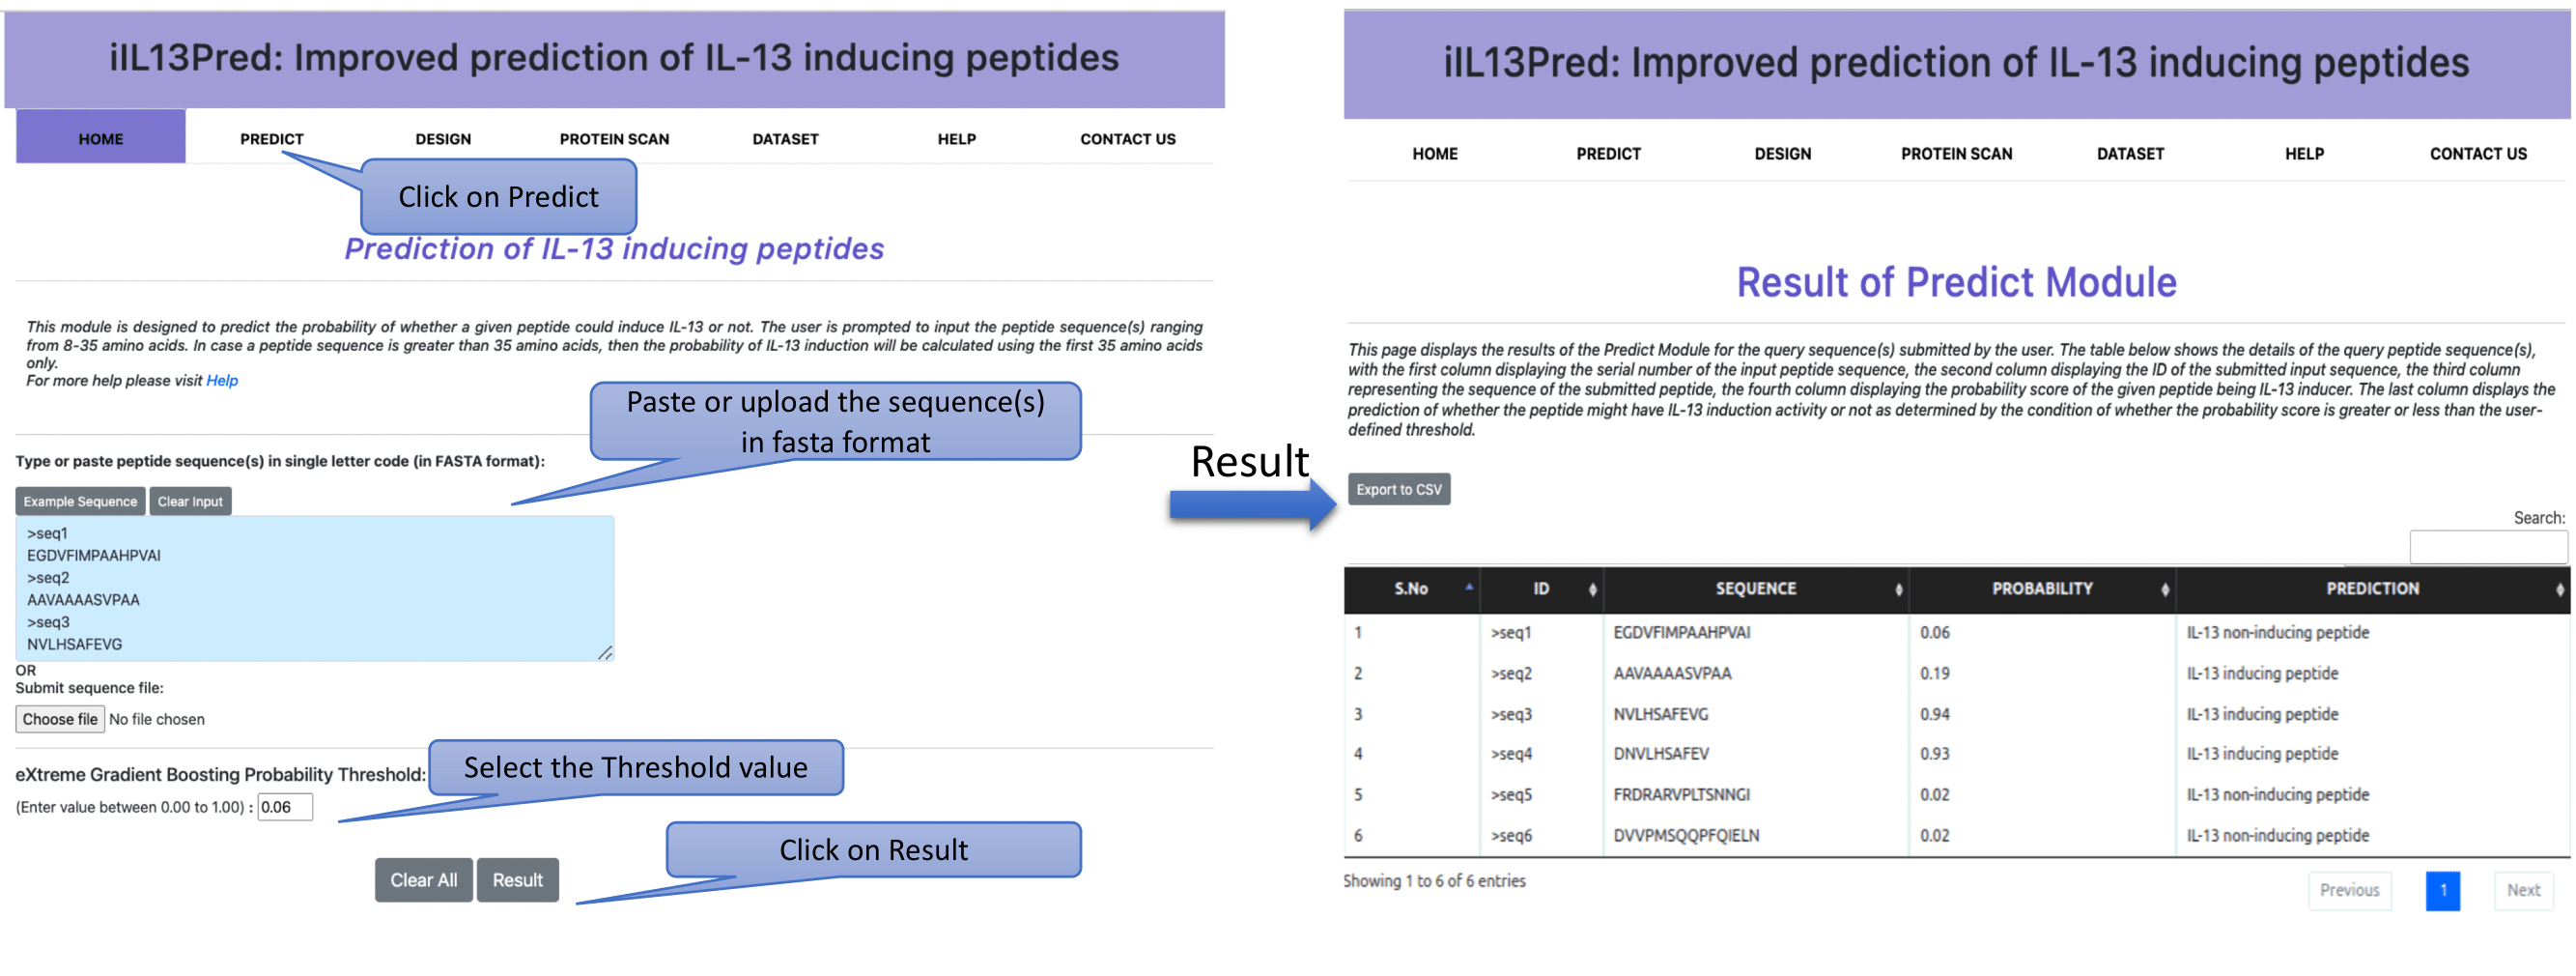 iIL13Pred: Improved prediction of IL-13 inducing peptides
HOME PREDICT DESIGN PROTEIN SCAN DATASET HELP CONTACT US
Click on Predict
Prediction of IL-13 inducing peptides
This module is designed to predict the probability of whether a given peptide could induce IL-13 or not. The user is prompted to input the peptide sequence(s) ranging
from 8-35 amino acids. In case a peptide sequence is greater than 35 amino acids, then the probability of IL-13 induction will be calculated using the first 35 amino acids
only.
For more help please visit Help
Paste or upload the sequence(s)
in fasta format
Type or paste peptide sequence(s) in single letter code (in FASTA format):
Example Sequence Clear Input
>seq1
EGDVFIMPAAHPVAI
>seq2
AAVAAAASVPAA
>seq3
NVLHSAFEVG
OR
Submit sequence file:
Choose file No file chosen
Select the Threshold value
eXtreme Gradient Boosting Probability Threshold:
(Enter value between 0.00 to 1.00) : 0.06
Click on Result
Clear All Result
Result
iIL13Pred: Improved prediction of IL-13 inducing peptides
HOME PREDICT DESIGN PROTEIN SCAN DATASET HELP CONTACT US
Result of Predict Module
This page displays the results of the Predict Module for the query sequence(s) submitted by the user. The table below shows the details of the query peptide sequence(s),
with the first column displaying the serial number of the input peptide sequence, the second column displaying the ID of the submitted input sequence, the third column
representing the sequence of the submitted peptide, the fourth column displaying the probability score of the given peptide being IL-13 inducer. The last column displays the
prediction of whether the peptide might have IL-13 induction activity or not as determined by the condition of whether the probability score is greater or less than the user-
defined threshold.
Export to CSV
Search:
S.No ID SEQUENCE PROBABILITY PREDICTION
1 >seq1 EGDVFIMPAAHPVAI 0.06 IL-13 non-inducing peptide
2 >seq2 AAVAAAASVPAA 0.19 IL-13 inducing peptide
3 >seq3 NVLHSAFEVG 0.94 IL-13 inducing peptide
4 >seq4 DNVLHSAFEV 0.93 IL-13 inducing peptide
5 >seq5 FRDRARVPLTSNNGI 0.02 IL-13 non-inducing peptide
6 >seq6 DVVPMSQQPFQIELN 0.02 IL-13 non-inducing peptide
Showing 1 to 6 of 6 entries
Previous 1 Next